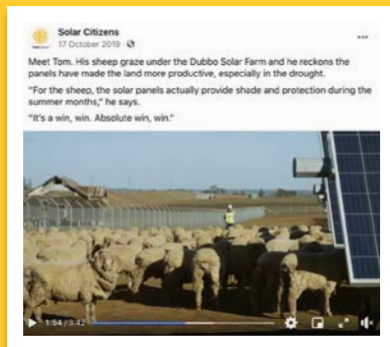 Solar Citizens
17 October 2019 ·
Meet Tom. His sheep graze under the Dubbo Solar Farm and he reckons the
panels have made the land more productive, especially in the drought.
"For the sheep, the solar panels actually provide shade and protection during the
summer months," he says.
"It's a win, win. Absolute win, win."
1:54 / 3:42